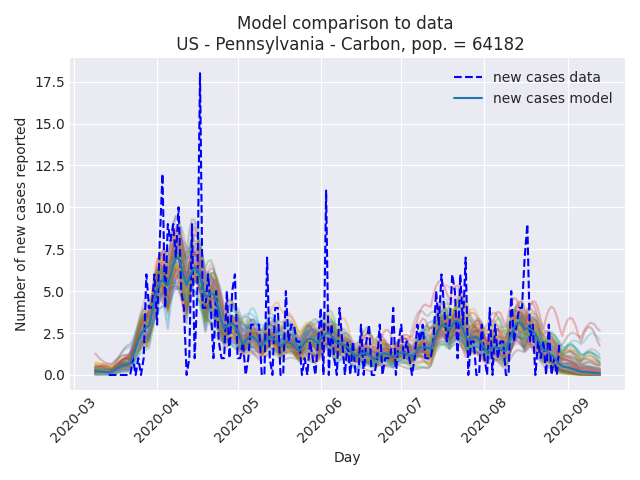 Model comparison to data
US - Pennsylvania - Carbon, pop. = 64182
new cases data
new cases model
Number of new cases reported
17.5
15.0
12.5
10.0
7.5
5.0
2.5
0.0
2020-03
2020-04
2020-05
2020-06
2020-07
2020-08
2020-09
Day